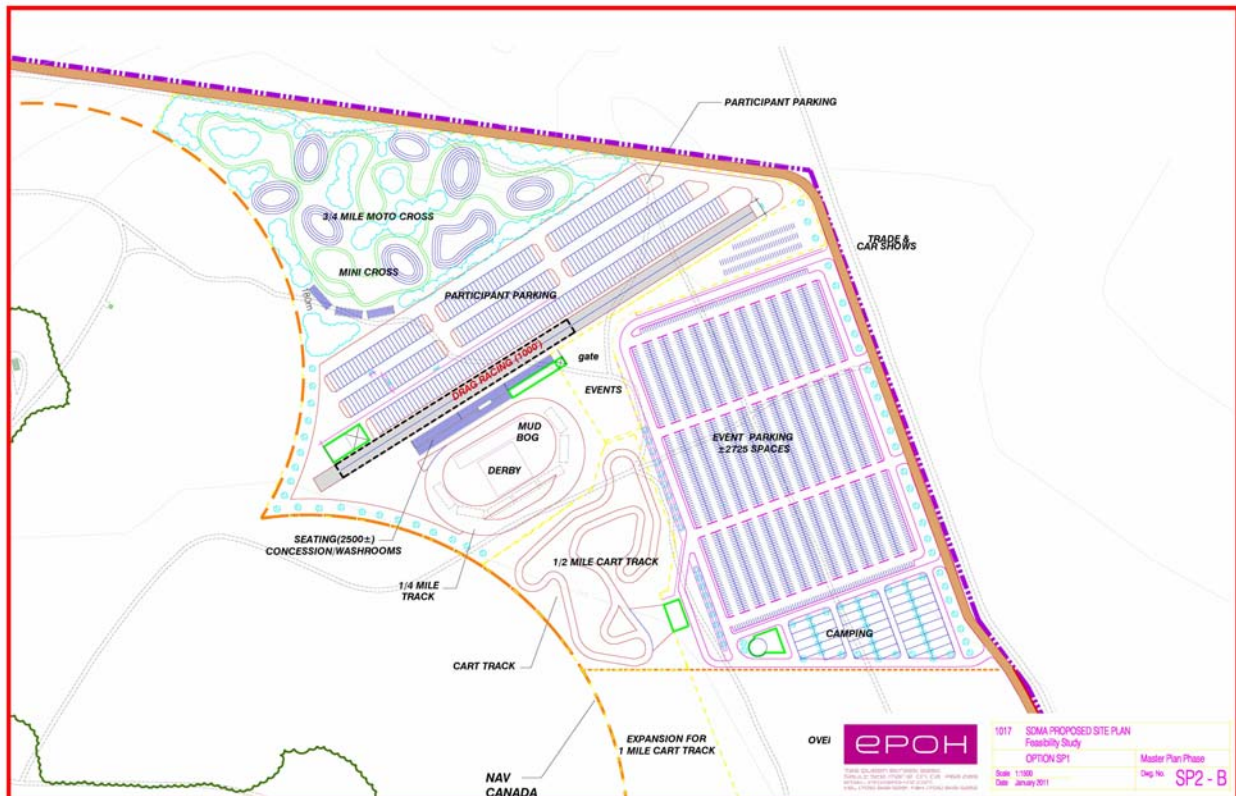 PARTICIPANT PARKING
3/4 MILE MOTO CROSS
TRADE &
CAR SHOWS
MINI CROSS
PARTICIPANT PARKING
DRAG RACING (1000')
gate
EVENTS
MUD
BOG
DERBY
EVENT PARKING
±2725 SPACES
SEATING(2500±)
CONCESSION/WASHROOMS
1/4 MILE
TRACK
1/2 MILE CART TRACK
CAMPING
CART TRACK
EXPANSION FOR
1 MILE CART TRACK
NAV
CANADA
OVEI
EPOH
1017 SDMA PROPOSED SITE PLAN
Feasibility Study
OPTION SP1
Master Plan Phase
Scale 1:1500
Date January 2011
Dwg. No. SP2 - B